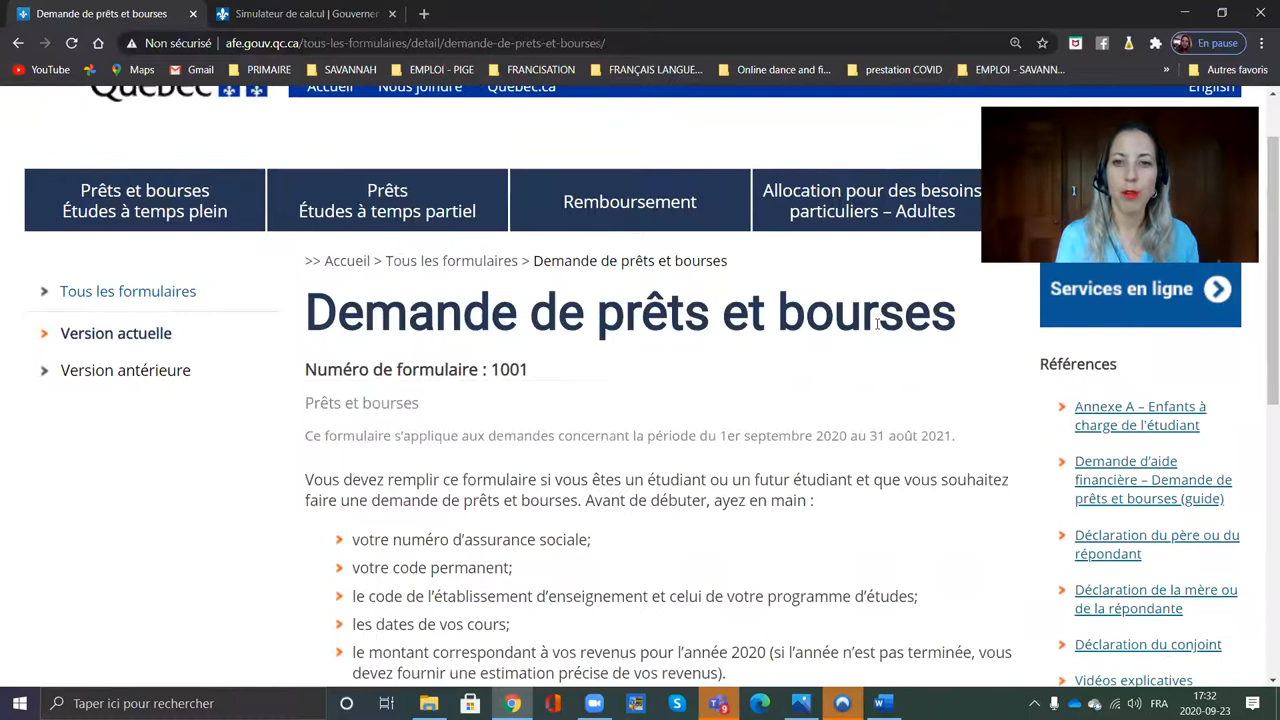 Demande de prêts et bourses
Simulateur de calcul | Gouverne
Non sécurisé
afe.gouv.qc.ca/tous-les-formulaires/detail/demande-de-prets-et-bourses/
En pause
YouTube
Maps
Gmail
PRIMAIRE
SAVANNAH
EMPLOI - PIGE
FRANCISATION
FRANÇAIS LANGUE...
Online dance and fi...
prestation COVID
EMPLOI - SAVANN...
»
Autres favoris
Québec
Accueil
Nous joindre
Québec.ca
English
Prêts et bourses
Études à temps plein
Prêts
Études à temps partiel
Remboursement
Allocation pour des besoins
particuliers – Adultes
>> Accueil > Tous les formulaires > Demande de prêts et bourses
Tous les formulaires
Version actuelle
Version antérieure
Demande de prêts et bourses
Numéro de formulaire : 1001
Prêts et bourses
Ce formulaire s'applique aux demandes concernant la période du 1er septembre 2020 au 31 août 2021.
Vous devez remplir ce formulaire si vous êtes un étudiant ou un futur étudiant et que vous souhaitez
faire une demande de prêts et bourses. Avant de débuter, ayez en main :
votre numéro d'assurance sociale;
votre code permanent;
le code de l'établissement d'enseignement et celui de votre programme d'études;
les dates de vos cours;
le montant correspondant à vos revenus pour l'année 2020 (si l'année n'est pas terminée, vous
devez fournir une estimation précise de vos revenus).
Services en ligne
Références
Annexe A – Enfants à
charge de l'étudiant
Demande d'aide
financière – Demande de
prêts et bourses (guide)
Déclaration du père ou du
répondant
Déclaration de la mère ou
de la répondante
Déclaration du conjoint
Vidéos explicatives
Taper ici pour rechercher
9
FRA
17:32
2020-09-23